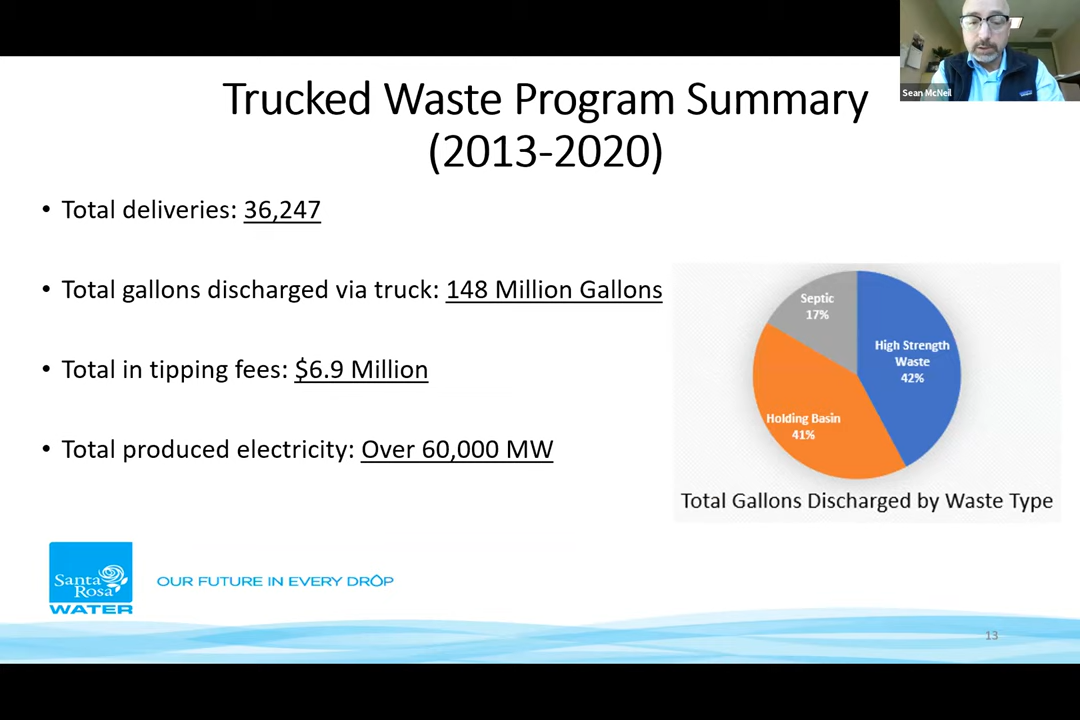 Sean McNeil
Trucked Waste Program Summary
(2013-2020)
• Total deliveries: 36,247
• Total gallons discharged via truck: 148 Million Gallons
• Total in tipping fees: $6.9 Million
• Total produced electricity: Over 60,000 MW
Septic
17%
High Strength
Waste
42%
Holding Basin
41%
Total Gallons Discharged by Waste Type
Santa
Rosa
WATER
OUR FUTURE IN EVERY DROP
13